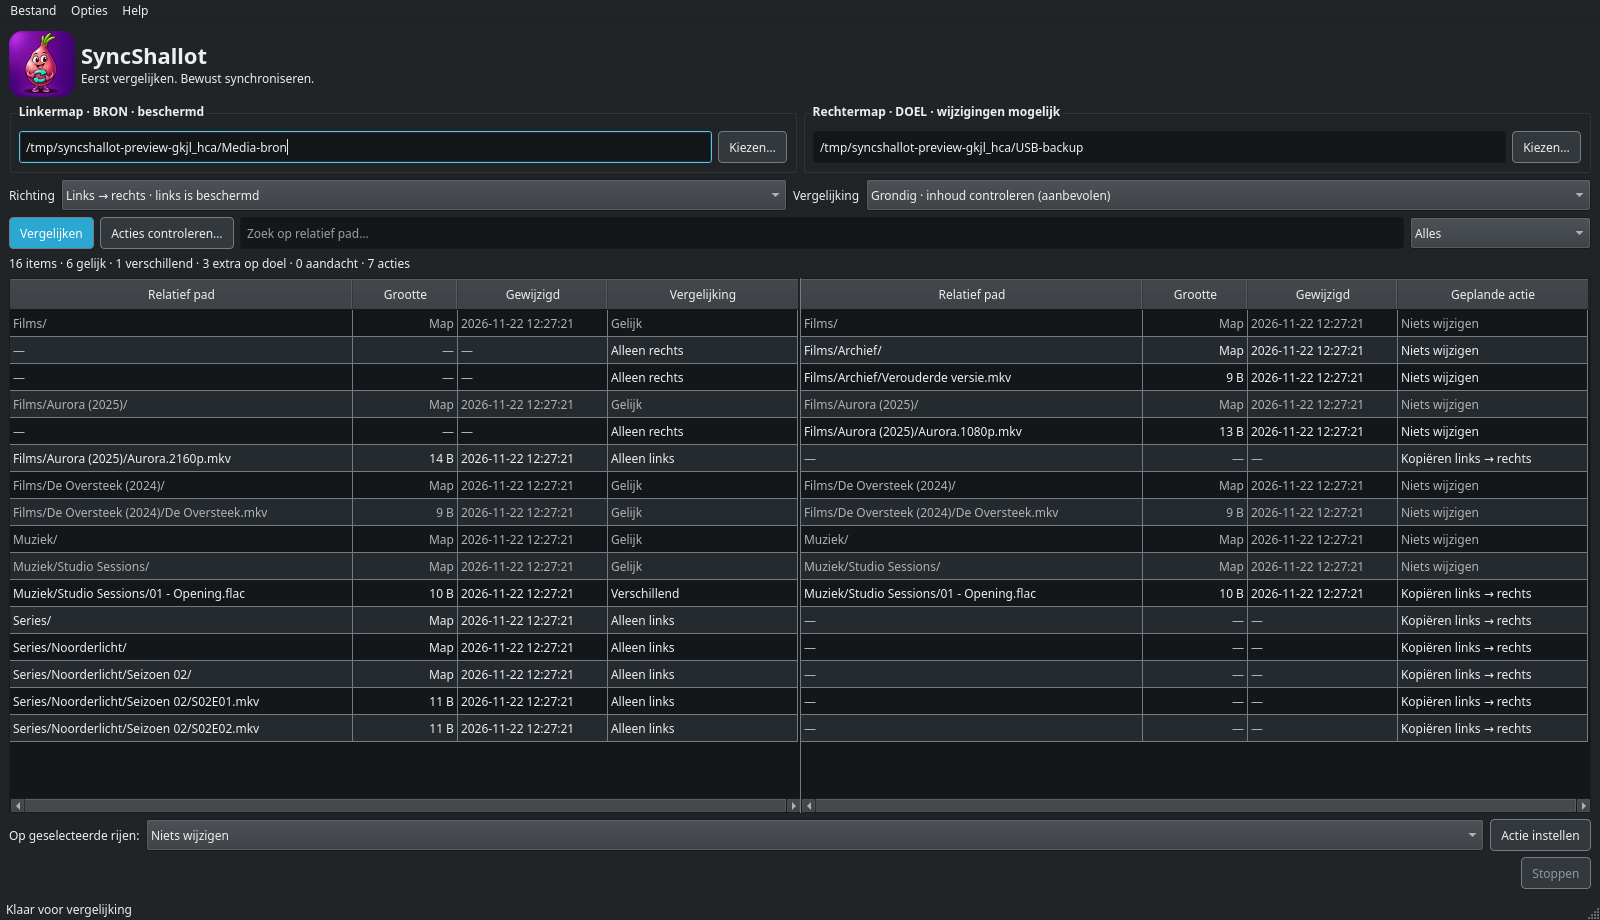 Bestand Opties Help
SyncShallot
Eerst vergelijken. Bewust synchroniseren.
Linkermap · BRON · beschermd
/tmp/syncshallot-preview-gkjl_hca/Media-bron
Kiezen...
Rechtermap · DOEL · wijzigingen mogelijk
/tmp/syncshallot-preview-gkjl_hca/USB-backup
Kiezen...
Richting Links → rechts · links is beschermd Vergelijking Grondig · inhoud controleren (aanbevolen)
Vergelijken Acties controleren... Zoek op relatief pad... Alles
16 items · 6 gelijk · 1 verschillend · 3 extra op doel · 0 aandacht · 7 acties
Relatief pad Grootte Gewijzigd Vergelijking Relatief pad Grootte Gewijzigd Geplande actie
Films/ Map 2026-11-22 12:27:21 Gelijk Films/ Map 2026-11-22 12:27:21 Niets wijzigen
— — — Alleen rechts Films/Archief/ Map 2026-11-22 12:27:21 Niets wijzigen
— — — Alleen rechts Films/Archief/Verouderde versie.mkv 9 B 2026-11-22 12:27:21 Niets wijzigen
Films/Aurora (2025)/ Map 2026-11-22 12:27:21 Gelijk Films/Aurora (2025)/ Map 2026-11-22 12:27:21 Niets wijzigen
— — — Alleen rechts Films/Aurora (2025)/Aurora.1080p.mkv 13 B 2026-11-22 12:27:21 Niets wijzigen
Films/Aurora (2025)/Aurora.2160p.mkv 14 B 2026-11-22 12:27:21 Alleen links — — — Kopiëren links → rechts
Films/De Oversteek (2024)/ Map 2026-11-22 12:27:21 Gelijk Films/De Oversteek (2024)/ Map 2026-11-22 12:27:21 Niets wijzigen
Films/De Oversteek (2024)/De Oversteek.mkv 9 B 2026-11-22 12:27:21 Gelijk Films/De Oversteek (2024)/De Oversteek.mkv 9 B 2026-11-22 12:27:21 Niets wijzigen
Muziek/ Map 2026-11-22 12:27:21 Gelijk Muziek/ Map 2026-11-22 12:27:21 Niets wijzigen
Muziek/Studio Sessions/ Map 2026-11-22 12:27:21 Gelijk Muziek/Studio Sessions/ Map 2026-11-22 12:27:21 Niets wijzigen
Muziek/Studio Sessions/01 - Opening.flac 10 B 2026-11-22 12:27:21 Verschillend Muziek/Studio Sessions/01 - Opening.flac 10 B 2026-11-22 12:27:21 Kopiëren links → rechts
Series/ Map 2026-11-22 12:27:21 Alleen links — — — Kopiëren links → rechts
Series/Noorderlicht/ Map 2026-11-22 12:27:21 Alleen links — — — Kopiëren links → rechts
Series/Noorderlicht/Seizoen 02/ Map 2026-11-22 12:27:21 Alleen links — — — Kopiëren links → rechts
Series/Noorderlicht/Seizoen 02/S02E01.mkv 11 B 2026-11-22 12:27:21 Alleen links — — — Kopiëren links → rechts
Series/Noorderlicht/Seizoen 02/S02E02.mkv 11 B 2026-11-22 12:27:21 Alleen links — — — Kopiëren links → rechts
Op geselecteerde rijen: Niets wijzigen Actie instellen
Stoppen
Klaar voor vergelijking